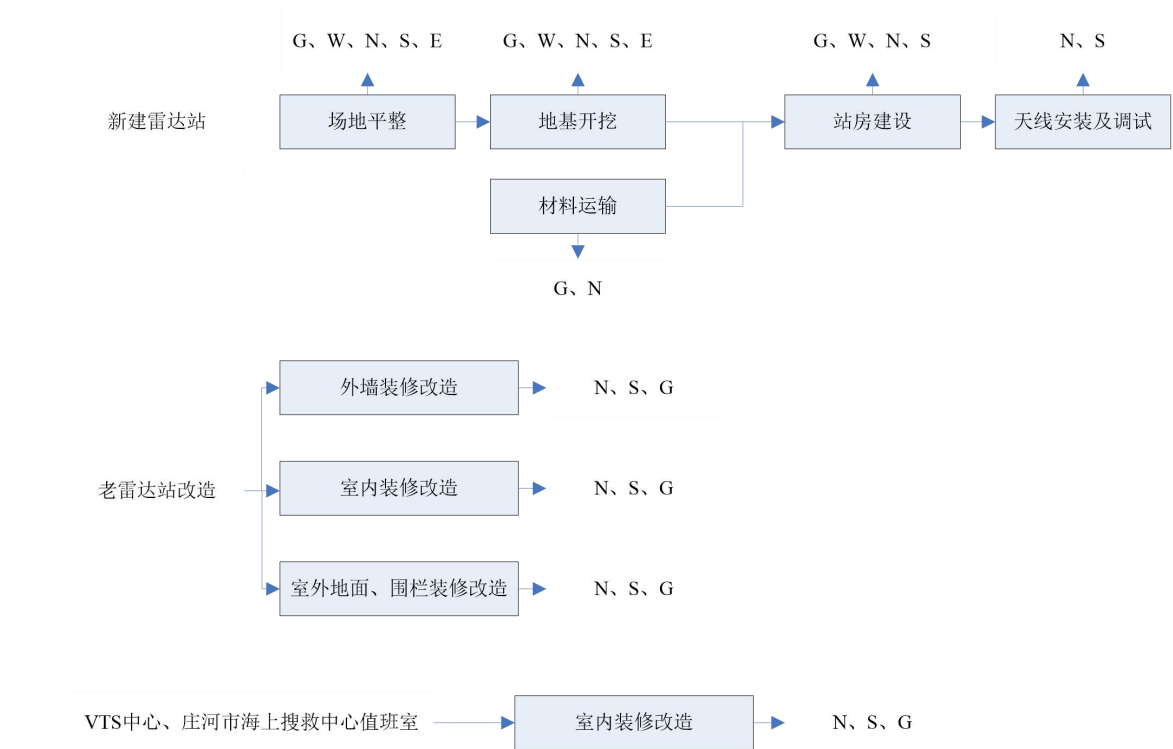 G、W、N、S、E
G、W、N、S、E
G、W、N、S
N、S
新建雷达站
场地平整
地基开挖
站房建设
天线安装及调试
材料运输
G、N
外墙装修改造
N、S、G
老雷达站改造
室内装修改造
N、S、G
室外地面、围栏装修改造
N、S、G
VTS中心、庄河市海上搜救中心值班室
室内装修改造
N、S、G